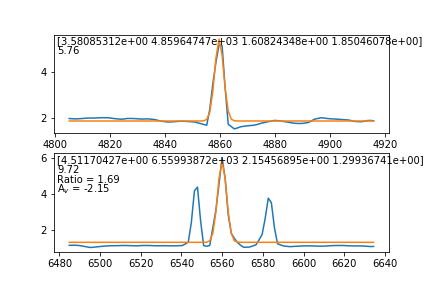 [3.58085312e+00 4.85964747e+03 1.60824348e+00 1.85046078e+00]
5.76
4
2
4800 4820 4840 4860 4880 4900 4920
[4.51170427e+00 6.55993872e+03 2.15456895e+00 1.29936741e+00]
9.72
Ratio = 1.69
Av = -2.15
6
4
2
6480 6500 6520 6540 6560 6580 6600 6620 6640